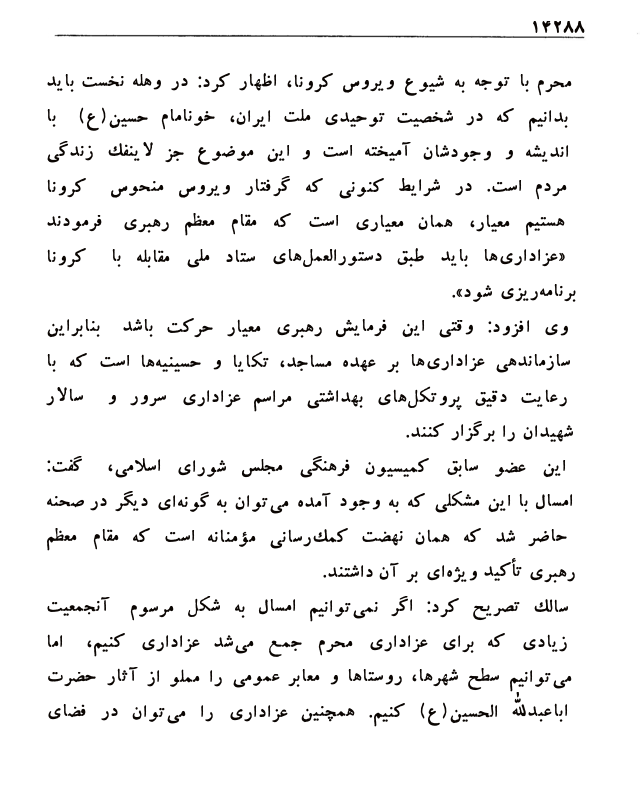 ۱۴۲۸۸
محرم با توجه به شیوع ویروس کرونا، اظهار کرد: در وهله نخست باید
بدانیم که در شخصیت توحیدی ملت ایران، خونامام حسین(ع) با
اندیشه و وجودشان آمیخته است و این موضوع جز لاینفك زندگی
مردم است. در شرایط کنونی که گرفتار ویروس منحوس کرونا
هستیم معیار، همان معیاری است که مقام معظم رهبری فرمودند
«عزاداری‌ها باید طبق دستورالعمل‌های ستاد ملی مقابله با کرونا
برنامه‌ریزی شود».
وی افزود: وقتی این فرمایش رهبری معیار حرکت باشد بنابراین
سازماندهی عزاداری‌ها بر عهده مساجد، تکایا و حسینیه‌ها است که با
رعایت دقیق پروتکل‌های بهداشتی مراسم عزاداری سرور و سالار
شهیدان را برگزار کنند.
این عضو سابق کمیسیون فرهنگی مجلس شورای اسلامی، گفت:
امسال با این مشکلی که به وجود آمده می‌توان به گونه‌ای دیگر در صحنه
حاضر شد که همان نهضت کمك‌رسانی مؤمنانه است که مقام معظم
رهبری تأکید ویژه‌ای بر آن داشتند.
سالك تصریح کرد: اگر نمی‌توانیم امسال به شکل مرسوم آنجمعیت
زیادی که برای عزاداری محرم جمع می‌شد عزاداری کنیم، اما
می‌توانیم سطح شهرها، روستاها و معابر عمومی را مملو از آثار حضرت
اباعبدالله الحسین(ع) کنیم. همچنین عزاداری را می‌توان در فضای